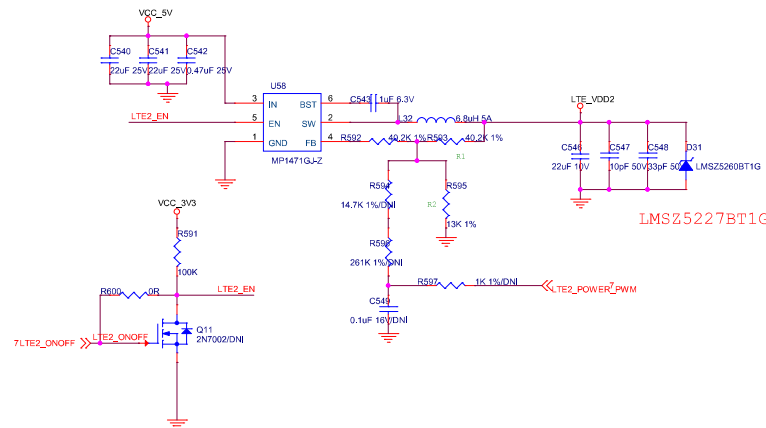 VCC_5V
C540
C541
C542
22uF 25V
22uF 25V
0.47uF 25V
U58
3
IN
BST
6
C543
1uF 6.3V
LTE2_EN
5
EN
SW
2
L32
6.8uH 5A
1
GND
FB
4
R592
40.2K 1%
R593
40.2K 1%
MP1471GJ-Z
R1
LTE_VDD2
C546
C547
C548
D31
22uF 10V
10pF 50V
33pF 50V
LMSZ5260BT1G
LMSZ5227BT1G
R594
14.7K 1%/DNI
R595
R2
13K 1%
261K 1%/DNI
R597
1K 1%/DNI
7
LTE2_POWER_PWM
C549
0.1uF 16V/DNI
VCC_3V3
R591
100K
R600
0R
LTE2_EN
7
LTE2_ONOFF
LTE2_ONOFF
Q11
2N7002/DNI